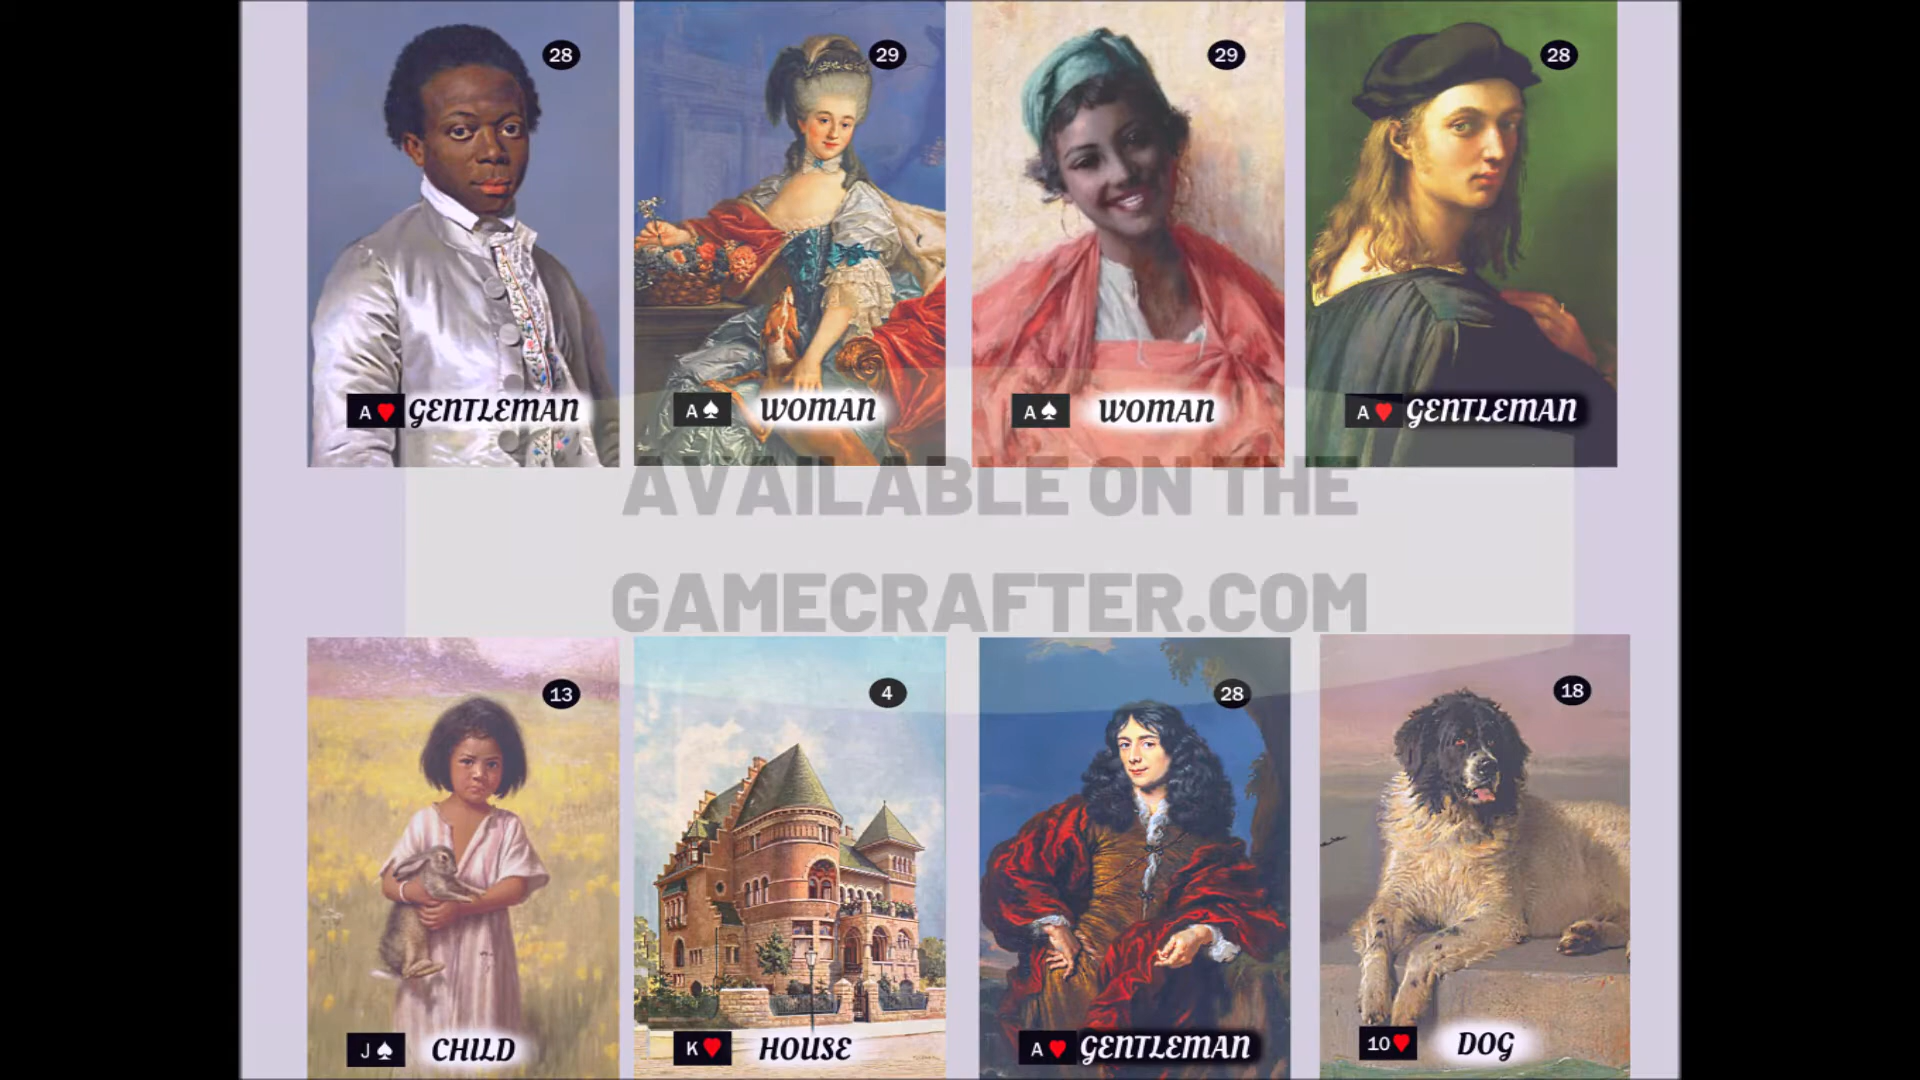 28
29
29
28
A♥ GENTLEMAN
A♠ WOMAN
A♠ WOMAN
A♥ GENTLEMAN
AVAILABLE ON THE
GAMECRAFTER.COM
13
4
28
18
J♠ CHILD
K♥ HOUSE
A♥ GENTLEMAN
10♥ DOG